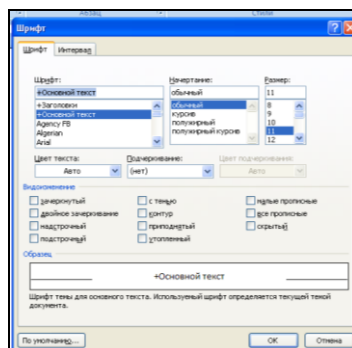 Абзац Стили
Шрифт
Шрифт Интервал
Шрифт: Начертание: Размер:
+Основной текст обычный 11
+Заголовки обычный 8
+Основной текст курсив 9
Agency FB полужирный 10
Algerian полужирный курсив 11
Arial 12
Цвет текста: Подчеркивание: Цвет подчеркивания:
Авто (нет) Авто
Видоизменение
зачеркнутый с тенью малые прописные
двойное зачеркивание контур все прописные
надстрочный приподнятый скрытый
подстрочный утопленный
Образец
+Основной текст
Шрифт темы для основного текста. Используемый шрифт определяется текущей темой
документа.
По умолчанию... ОК Отмена